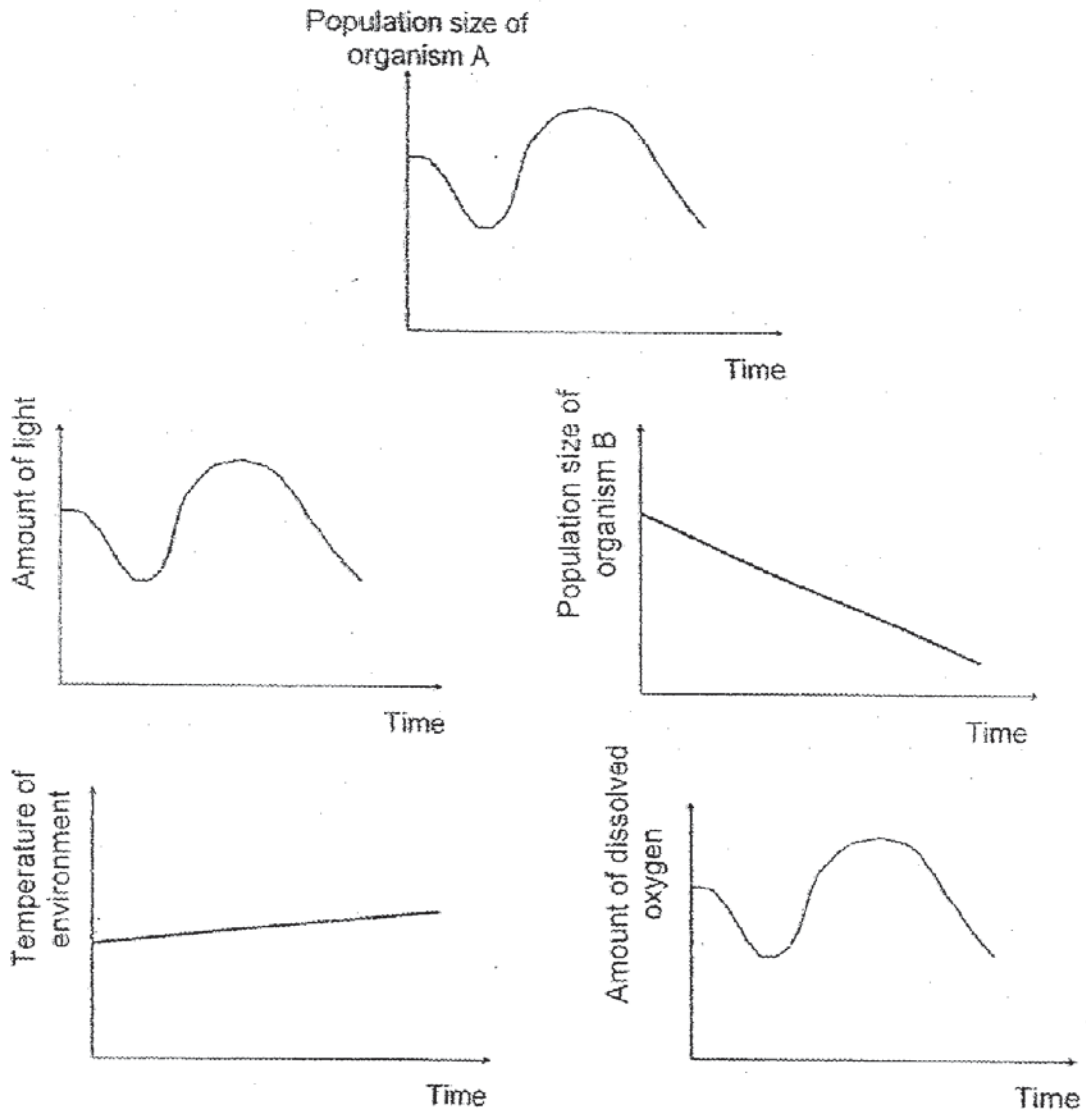 Population size of
organism A
Time
Amount of light
Time
Population size of
organism B
Time
Temperature of
environment
Time
Amount of dissolved
oxygen
Time